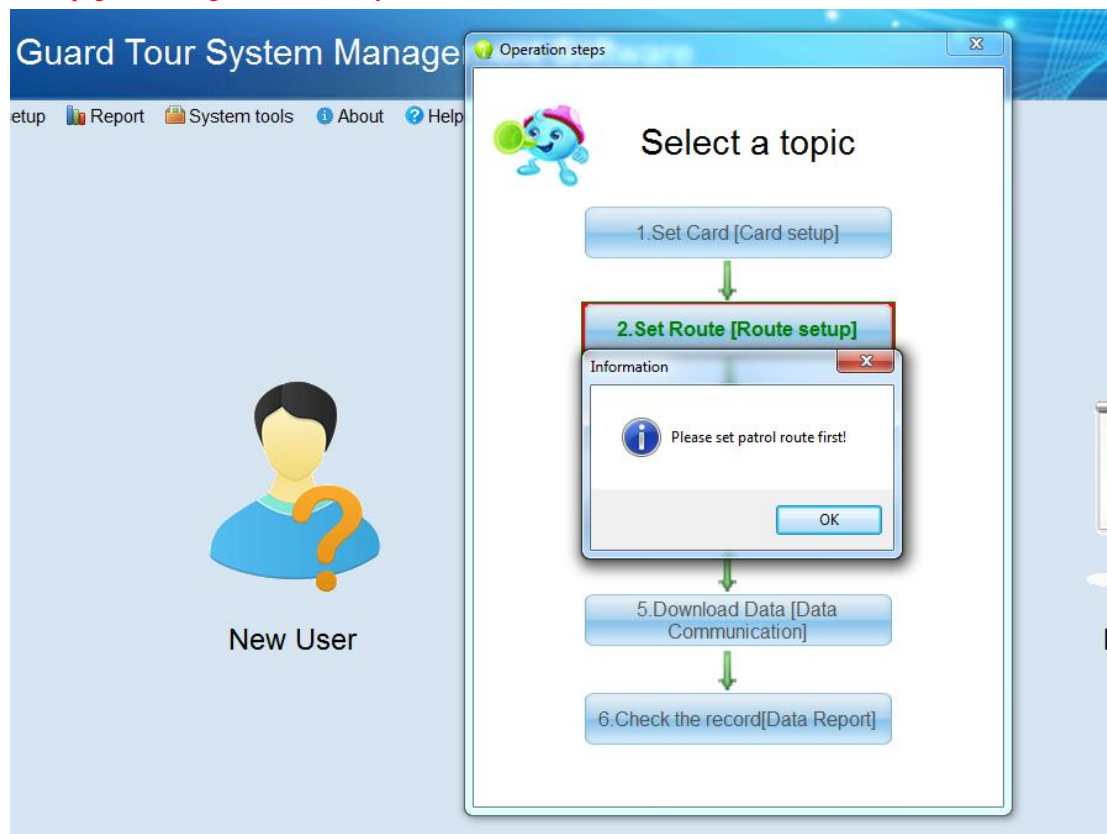 Guard Tour System Manage
Operation steps
etup Report System tools About Help
Select a topic
1.Set Card [Card setup]
2.Set Route [Route setup]
Information
Please set patrol route first!
OK
5.Download Data [Data
Communication]
New User
6.Check the record[Data Report]